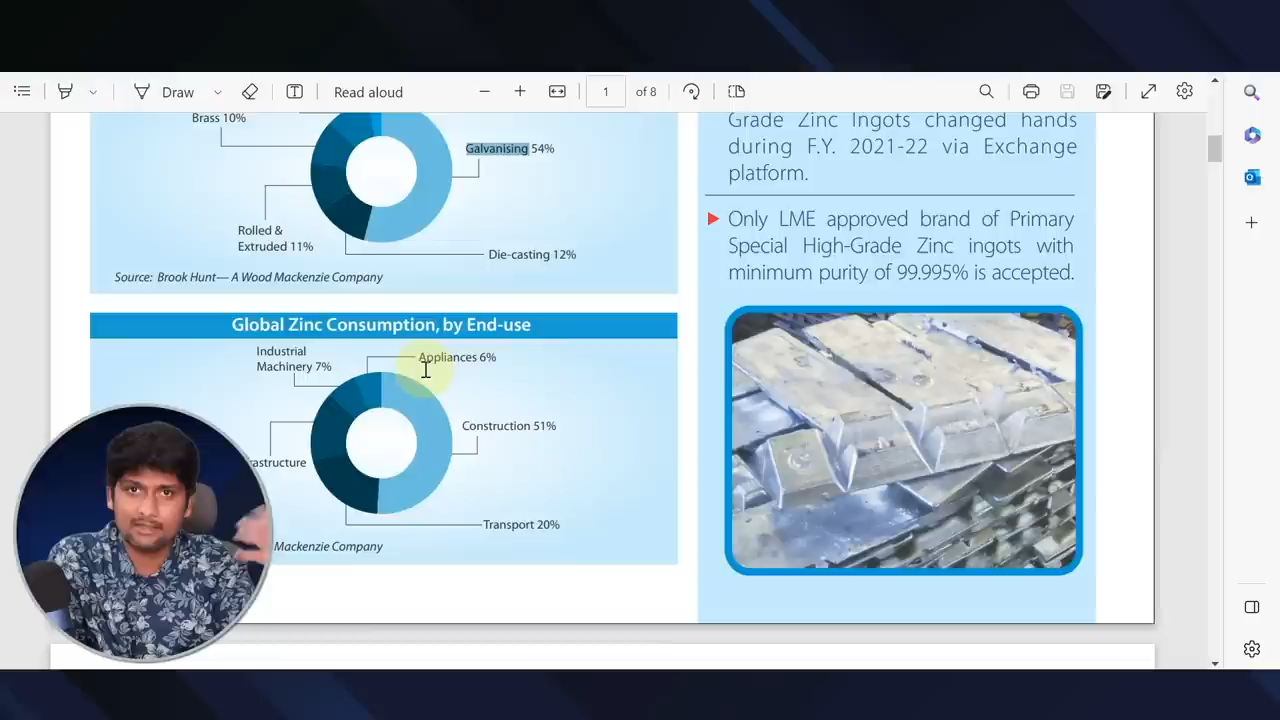 Read aloud
1
of 8
Draw
Brass 10%
Galvanising 54%
Rolled &
Extruded 11%
Die-casting 12%
Source: Brook Hunt— A Wood Mackenzie Company
Global Zinc Consumption, by End-use
Industrial
Machinery 7%
Appliances 6%
Construction 51%
Transport 20%
Mackenzie Company
Grade Zinc Ingots changed hands
during F.Y. 2021-22 via Exchange
platform.
Only LME approved brand of Primary
Special High-Grade Zinc ingots with
minimum purity of 99.995% is accepted.